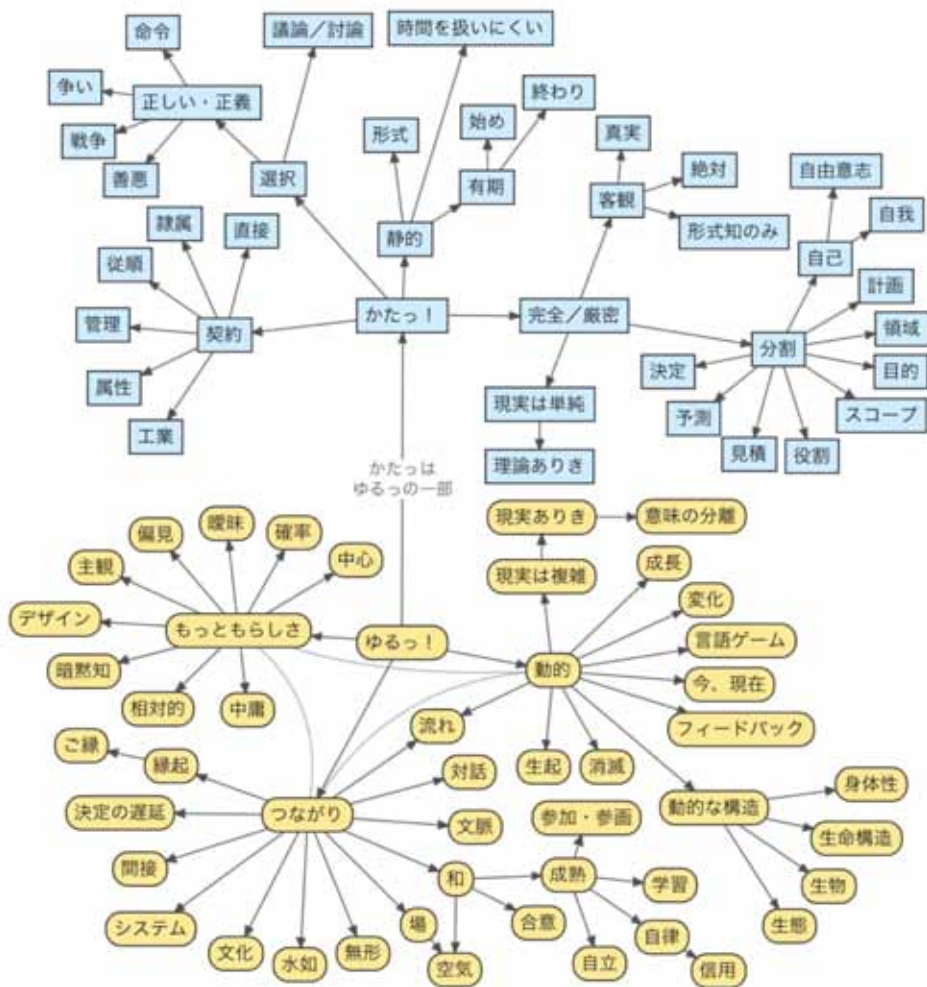 命令
議論／討論
時間を扱いにくい
争い
正しい・正義
終わり
形式
始め
真実
戦争
善悪
選択
有期
客観
絶対
自由意志
隷属
直接
静的
形式知のみ
自我
従順
自己
計画
管理
契約
かたっ！
完全／厳密
領域
分割
属性
決定
目的
現実は単純
予測
スコープ
工業
見積
役割
理論ありき
かたっは
ゆるっの一部
現実ありき
意味の分離
偏見
曖昧
確率
中心
現実は複雑
成長
主観
変化
デザイン
もっともらしさ
ゆるっ！
動的
言語ゲーム
暗黙知
今、現在
相対的
中庸
流れ
フィードバック
ご縁
縁起
生起
消滅
対話
身体性
決定の遅延
つながり
動的な構造
参加・参画
文脈
生命構造
間接
和
成熟
学習
生物
システム
場
合意
生態
文化
水如
無形
空気
自立
自律
信用